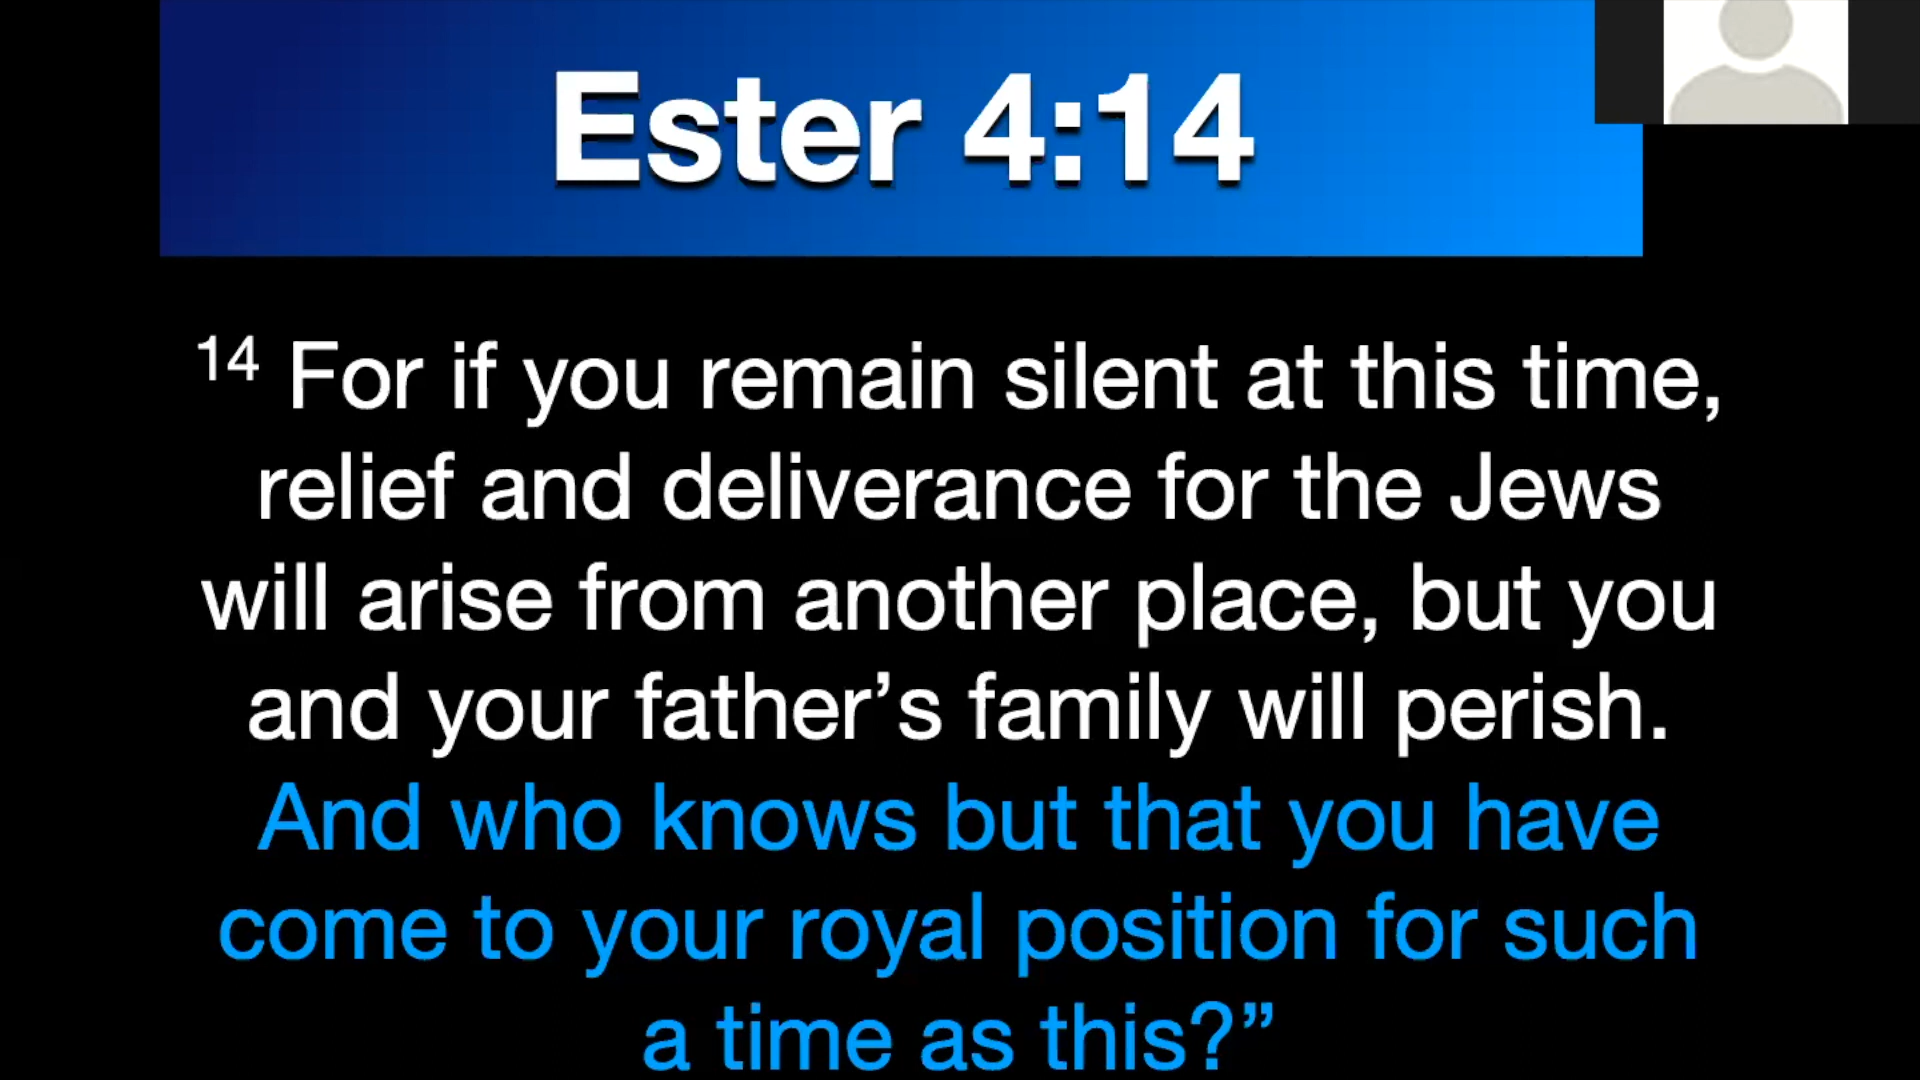 Ester 4:14
14 For if you remain silent at this time,
relief and deliverance for the Jews
will arise from another place, but you
and your father’s family will perish.
And who knows but that you have
come to your royal position for such
a time as this?”